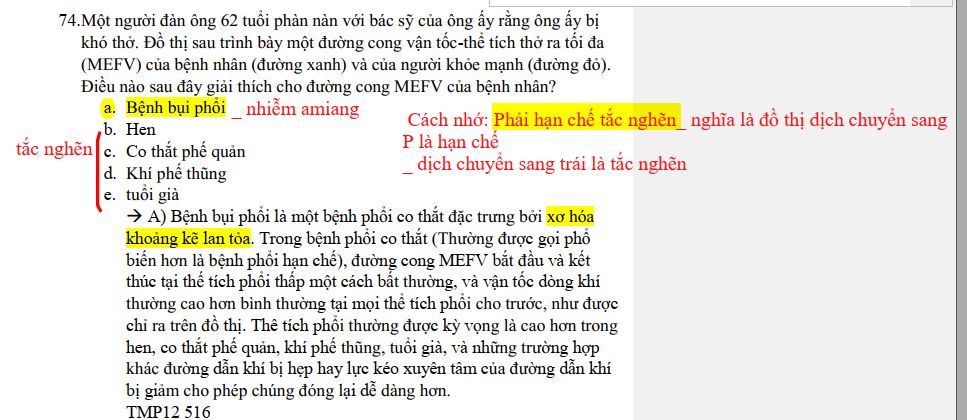 74.Một người đàn ông 62 tuổi phàn nàn với bác sỹ của ông ấy rằng ông ấy bị
khó thở. Đồ thị sau trình bày một đường cong vận tốc-thể tích thở ra tối đa
(MEFV) của bệnh nhân (đường xanh) và của người khỏe mạnh (đường đỏ).
Điều nào sau đây giải thích cho đường cong MEFV của bệnh nhân?
a. Bệnh bụi phổi _ nhiễm amiang
b. Hen
c. Co thắt phế quản
d. Khí phế thũng
e. tuổi già
tắc nghẽn
Cách nhớ: Phải hạn chế tắc nghẽn_ nghĩa là đồ thị dịch chuyển sang
P là hạn chế
_ dịch chuyển sang trái là tắc nghẽn
→ A) Bệnh bụi phổi là một bệnh phổi co thắt đặc trưng bởi xơ hóa
khoảng kẽ lan tỏa. Trong bệnh phổi co thắt (Thường được gọi phổ
biến hơn là bệnh phổi hạn chế), đường cong MEFV bắt đầu và kết
thúc tại thể tích phổi thấp một cách bất thường, và vận tốc dòng khí
thường cao hơn bình thường tại mọi thể tích phổi cho trước, như được
chỉ ra trên đồ thị. Thê tích phổi thường được kỳ vọng là cao hơn trong
hen, co thắt phế quản, khí phế thũng, tuổi già, và những trường hợp
khác đường dẫn khí bị hẹp hay lực kéo xuyên tâm của đường dẫn khí
bị giảm cho phép chúng đóng lại dễ dàng hơn.
TMP12 516